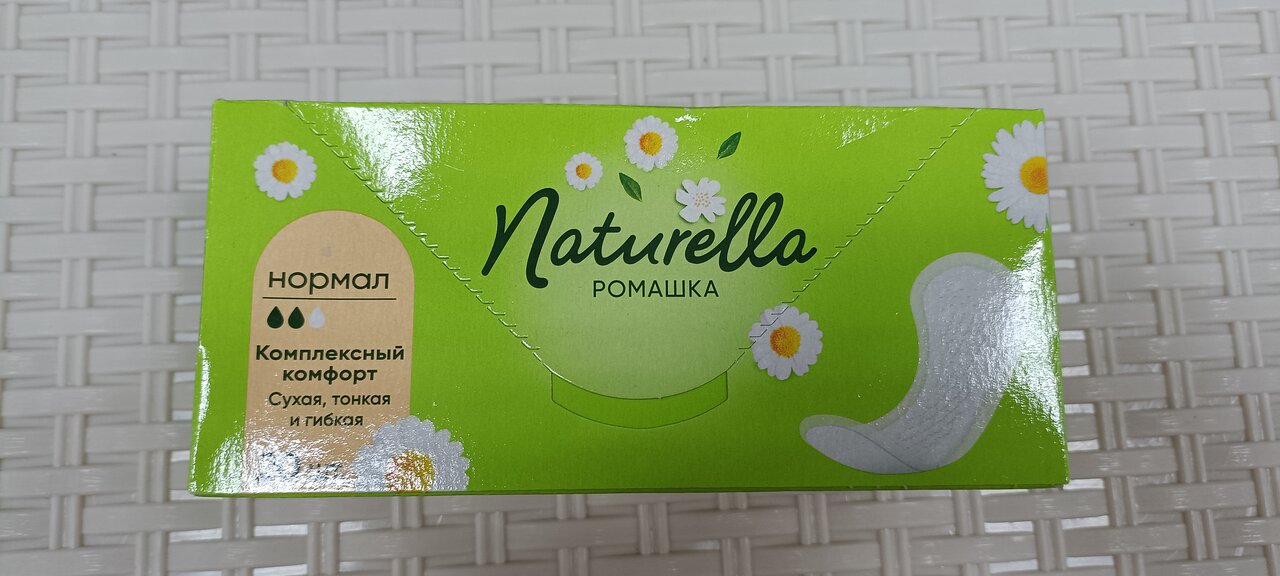 Naturella
РОМАШКА
нормал
Комплексный
комфорт
Сухая, тонкая
и гибкая